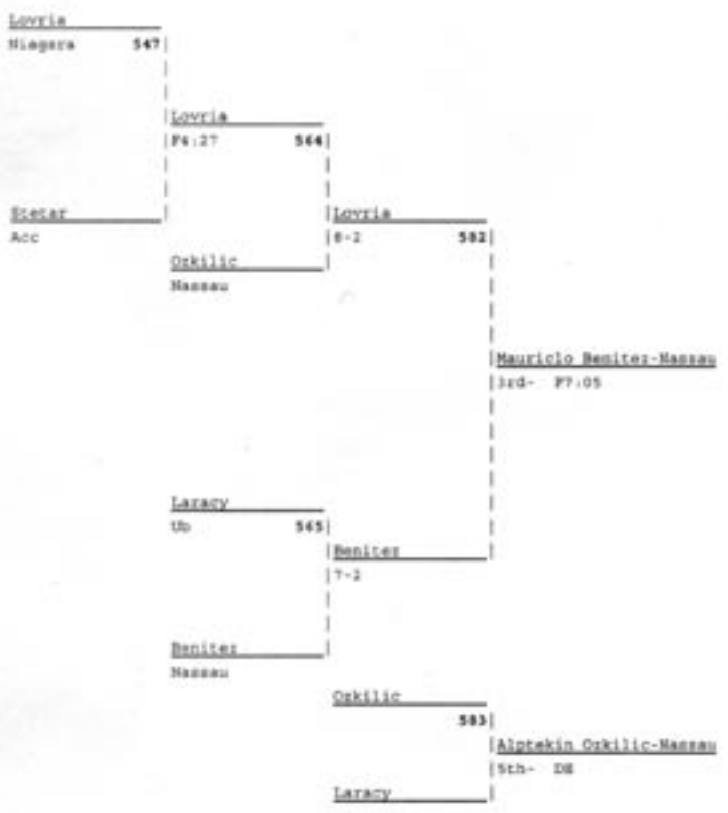 Lovria
Niagara 547
Lovria
F4:27 564
Stetar
Acc
Lovria
8-2 582
Ozkilic
Nassau
Mauriclo Benitez-Nassau
3rd- F7:05
Laracy
Ub 565
Benitez
7-2
Benitez
Nassau
Ozkilic
583
Alptekin Ozkilic-Nassau
5th- DE
Laracy